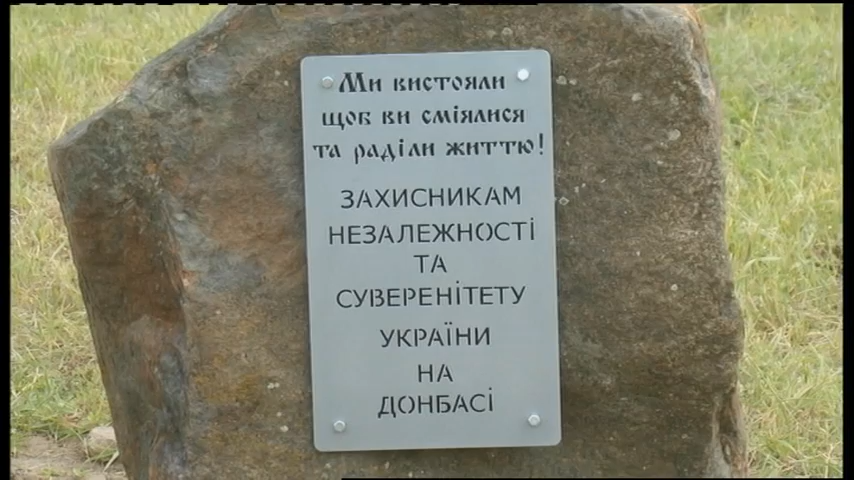 Ми вистояли
щоб ви сміялися
та раділи життю!
ЗАХИСНИКАМ
НЕЗАЛЕЖНОСТІ
ТА
СУВЕРЕНІТЕТУ
УКРАЇНИ
НА
ДОНБАСІ